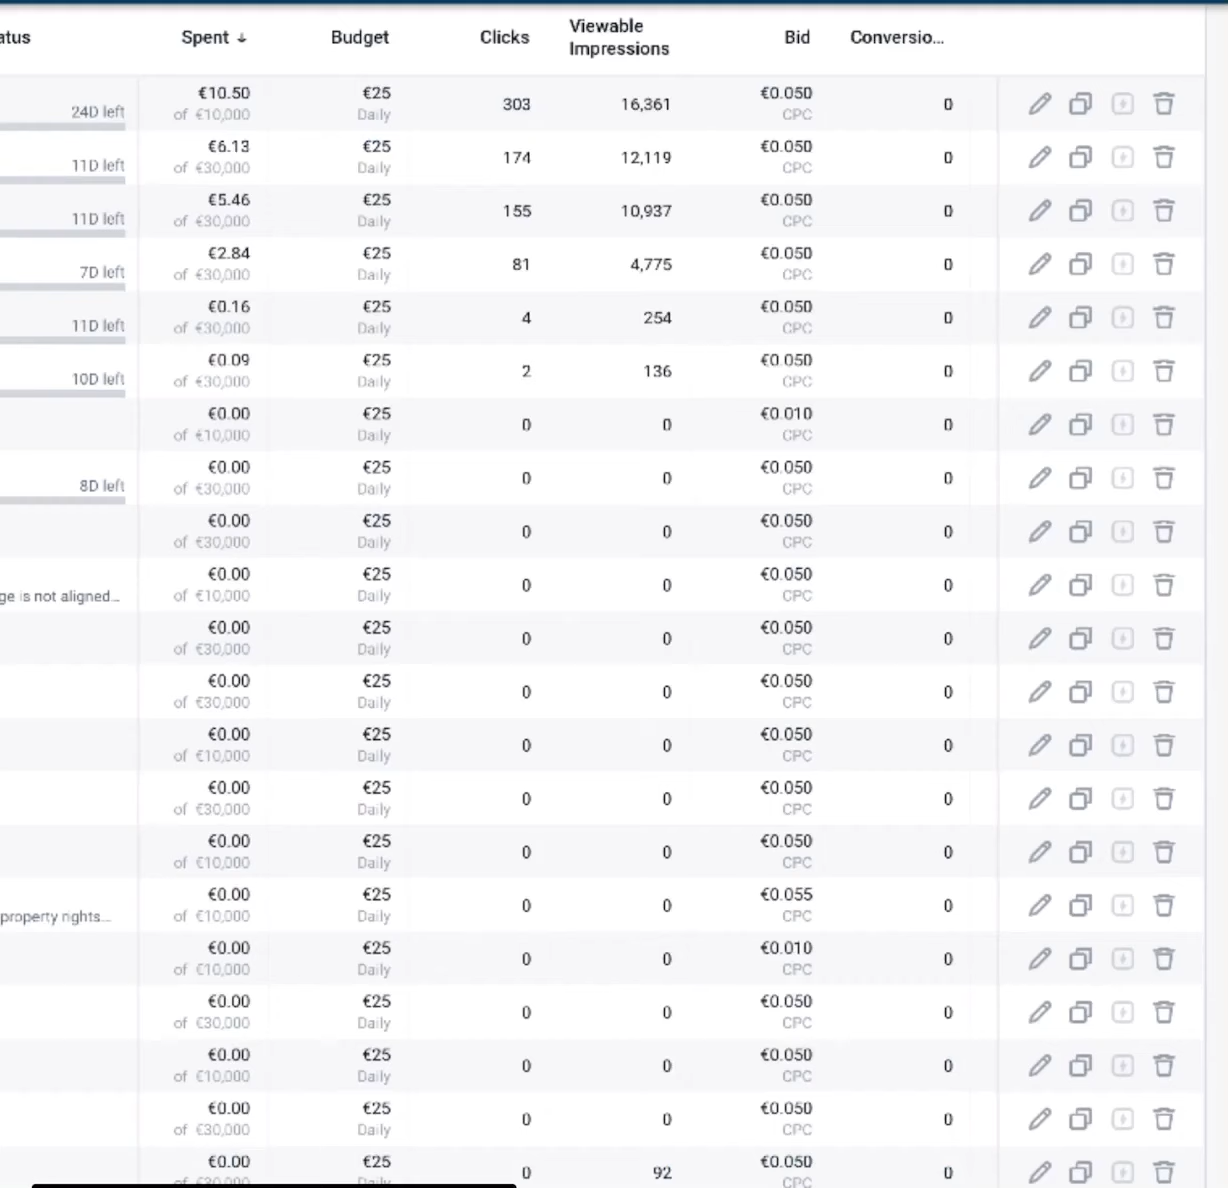 atus Spent ↓ Budget Clicks Viewable Impressions Bid Conversio...
24D left €10.50 €25 303 16,361 €0.050 0
of €10,000 Daily CPC
11D left €6.13 €25 174 12,119 €0.050 0
of €30,000 Daily CPC
11D left €5.46 €25 155 10,937 €0.050 0
of €30,000 Daily CPC
7D left €2.84 €25 81 4,775 €0.050 0
of €30,000 Daily CPC
11D left €0.16 €25 4 254 €0.050 0
of €30,000 Daily CPC
10D left €0.09 €25 2 136 €0.050 0
of €30,000 Daily CPC
€0.00 €25 0 0 €0.010 0
of €10,000 Daily CPC
8D left €0.00 €25 0 0 €0.050 0
of €30,000 Daily CPC
€0.00 €25 0 0 €0.050 0
of €30,000 Daily CPC
€0.00 €25 0 0 €0.050 0
ge is not aligned... of €10,000 Daily CPC
€0.00 €25 0 0 €0.050 0
of €30,000 Daily CPC
€0.00 €25 0 0 €0.050 0
of €30,000 Daily CPC
€0.00 €25 0 0 €0.050 0
of €10,000 Daily CPC
€0.00 €25 0 0 €0.050 0
of €30,000 Daily CPC
€0.00 €25 0 0 €0.050 0
of €10,000 Daily CPC
€0.00 €25 0 0 €0.055 0
property rights... of €10,000 Daily CPC
€0.00 €25 0 0 €0.010 0
of €10,000 Daily CPC
€0.00 €25 0 0 €0.050 0
of €30,000 Daily CPC
€0.00 €25 0 0 €0.050 0
of €10,000 Daily CPC
€0.00 €25 0 0 €0.050 0
of €30,000 Daily CPC
€0.00 €25 0 92 €0.050 0
of €30,000 Daily CPC